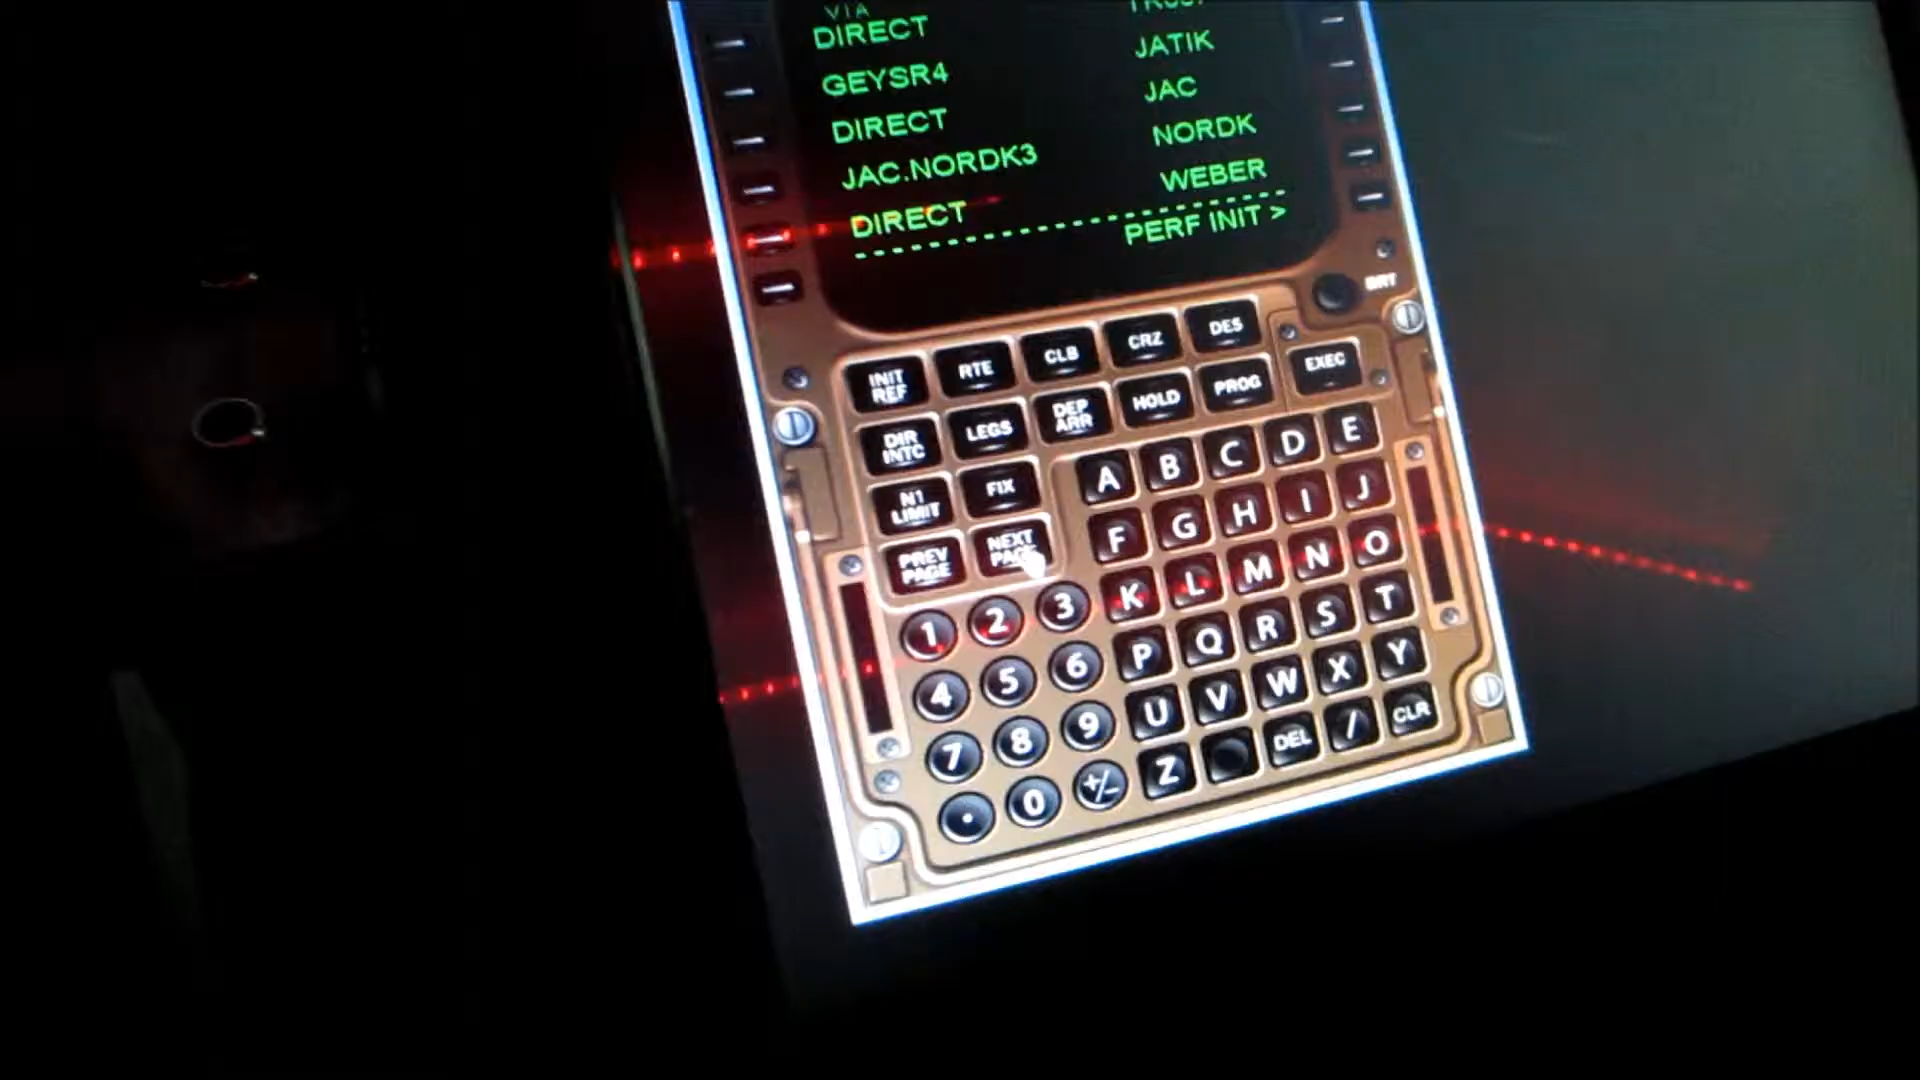 VIA
DIRECT
GEYSR4 JATIK
DIRECT JAC
JAC.NORDK3 NORDK
DIRECT WEBER
PERF INIT >
BRT
INIT REF RTE CLB CRZ DES
DIR INTC LEGS DEP ARR HOLD PROG EXEC
N1 LIMIT FIX
PREV PAGE NEXT PAGE
A B C D E
F G H I J
K L M N O
P Q R S T
U V W X Y
Z DEL / CLR
1 2 3
4 5 6
7 8 9
. 0 +/-